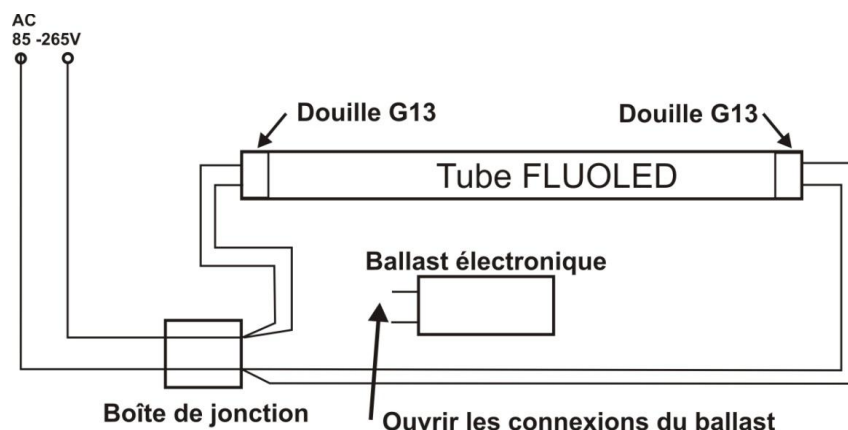 AC
85 -265V
Douille G13
Douille G13
Tube FLUOLED
Ballast électronique
Boîte de jonction
Ouvrir les connexions du ballast